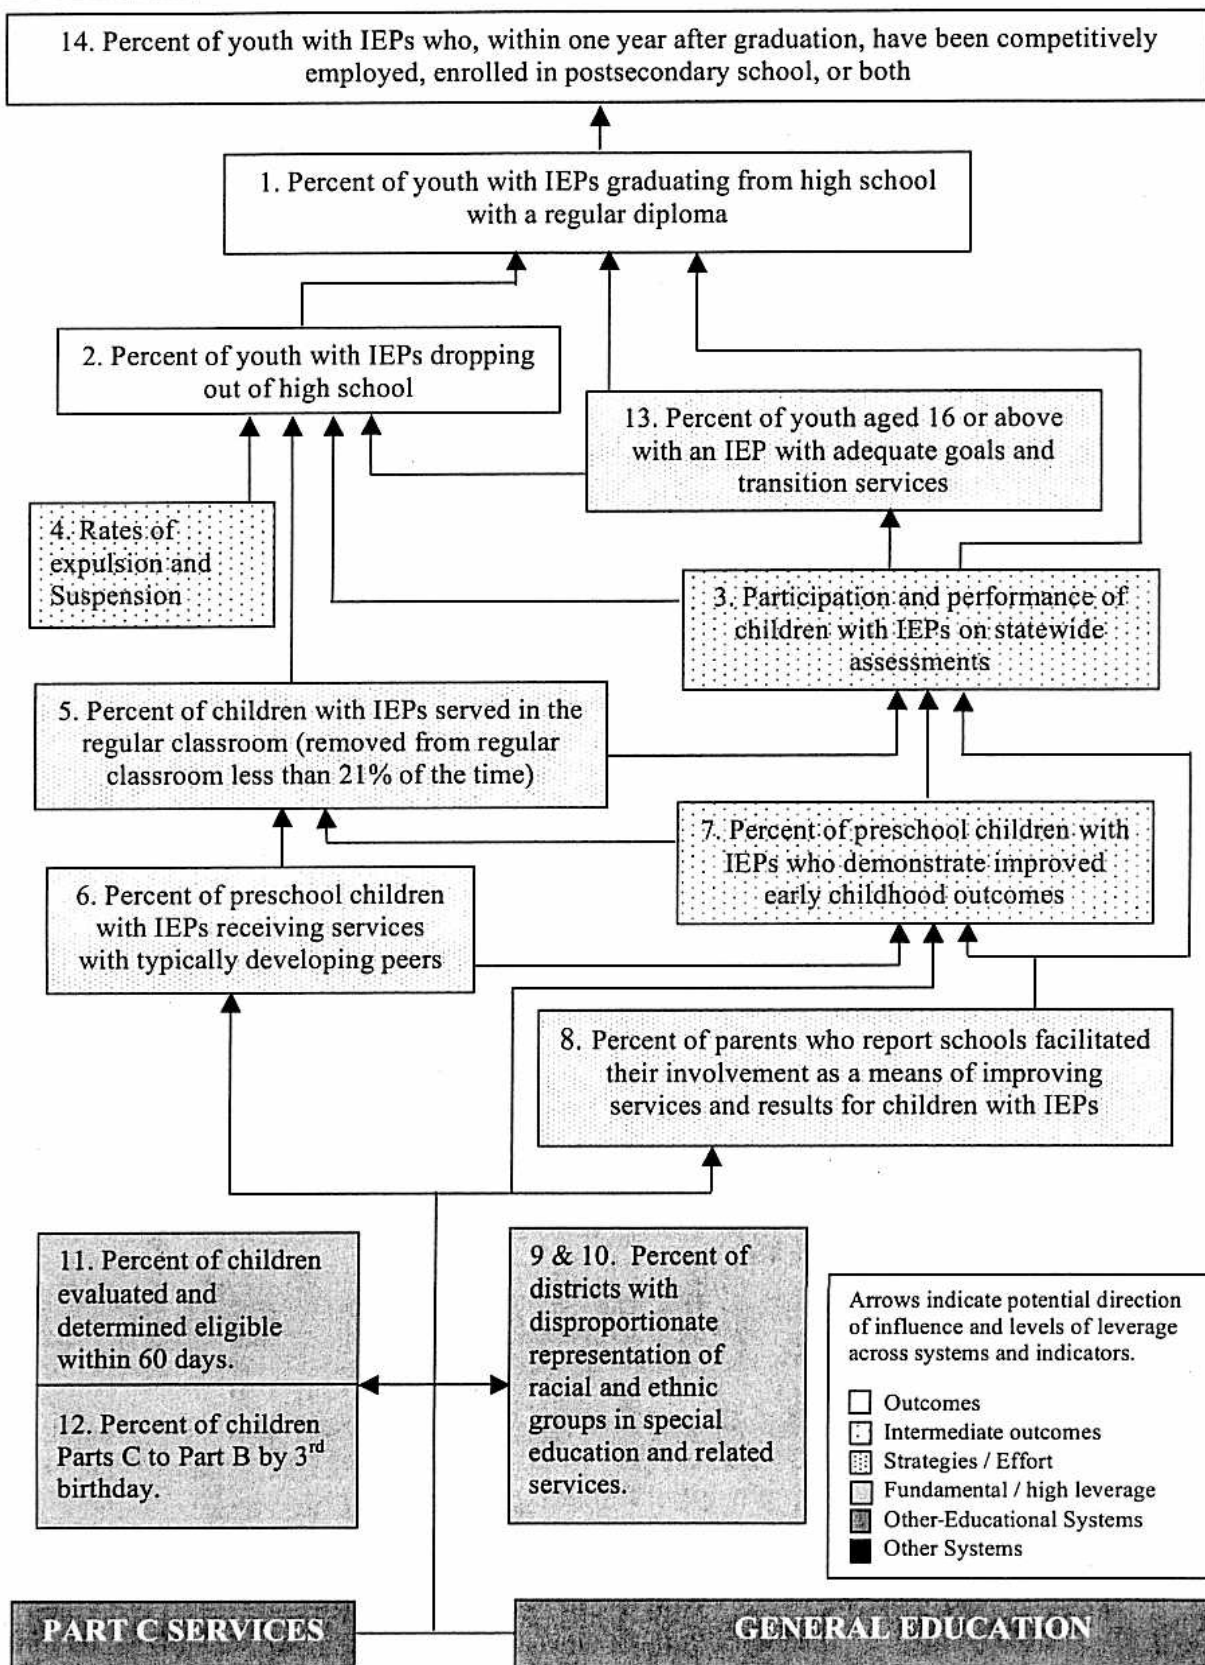 14. Percent of youth with IEPs who, within one year after graduation, have been competitively
employed, enrolled in postsecondary school, or both
1. Percent of youth with IEPs graduating from high school
with a regular diploma
2. Percent of youth with IEPs dropping
out of high school
13. Percent of youth aged 16 or above
with an IEP with adequate goals and
transition services
4. Rates of
expulsion and
Suspension
3. Participation and performance of
children with IEPs on statewide
assessments
5. Percent of children with IEPs served in the
regular classroom (removed from regular
classroom less than 21% of the time)
7. Percent of preschool children with
IEPs who demonstrate improved
early childhood outcomes
6. Percent of preschool children
with IEPs receiving services
with typically developing peers
8. Percent of parents who report schools facilitated
their involvement as a means of improving
services and results for children with IEPs
11. Percent of children
evaluated and
determined eligible
within 60 days.
12. Percent of children
Parts C to Part B by 3rd
birthday.
9 & 10. Percent of
districts with
disproportionate
representation of
racial and ethnic
groups in special
education and related
services.
Arrows indicate potential direction
of influence and levels of leverage
across systems and indicators.
Outcomes
Intermediate outcomes
Strategies / Effort
Fundamental / high leverage
Other-Educational Systems
Other Systems
PART C SERVICES
GENERAL EDUCATION